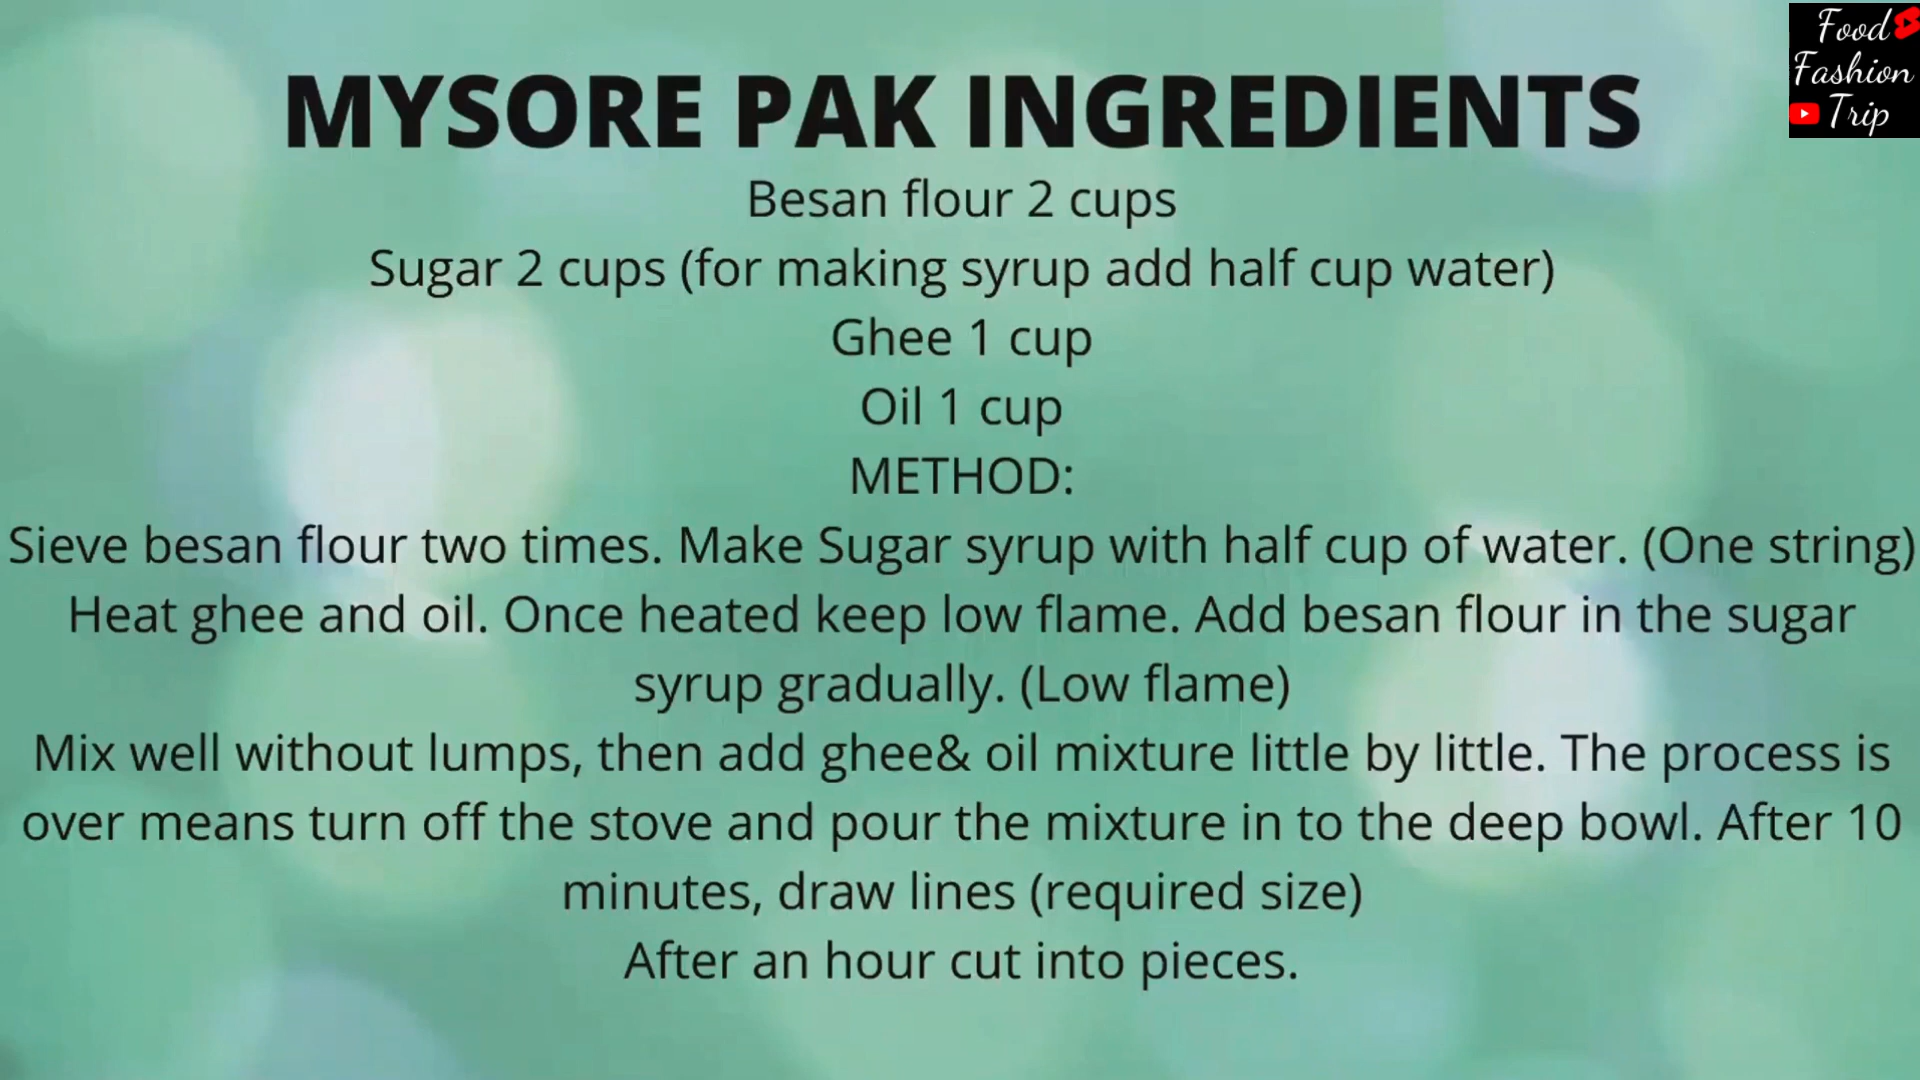 Food
Fashion
Trip
MYSORE PAK INGREDIENTS
Besan flour 2 cups
Sugar 2 cups (for making syrup add half cup water)
Ghee 1 cup
Oil 1 cup
METHOD:
Sieve besan flour two times. Make Sugar syrup with half cup of water. (One string)
Heat ghee and oil. Once heated keep low flame. Add besan flour in the sugar
syrup gradually. (Low flame)
Mix well without lumps, then add ghee& oil mixture little by little. The process is
over means turn off the stove and pour the mixture in to the deep bowl. After 10
minutes, draw lines (required size)
After an hour cut into pieces.